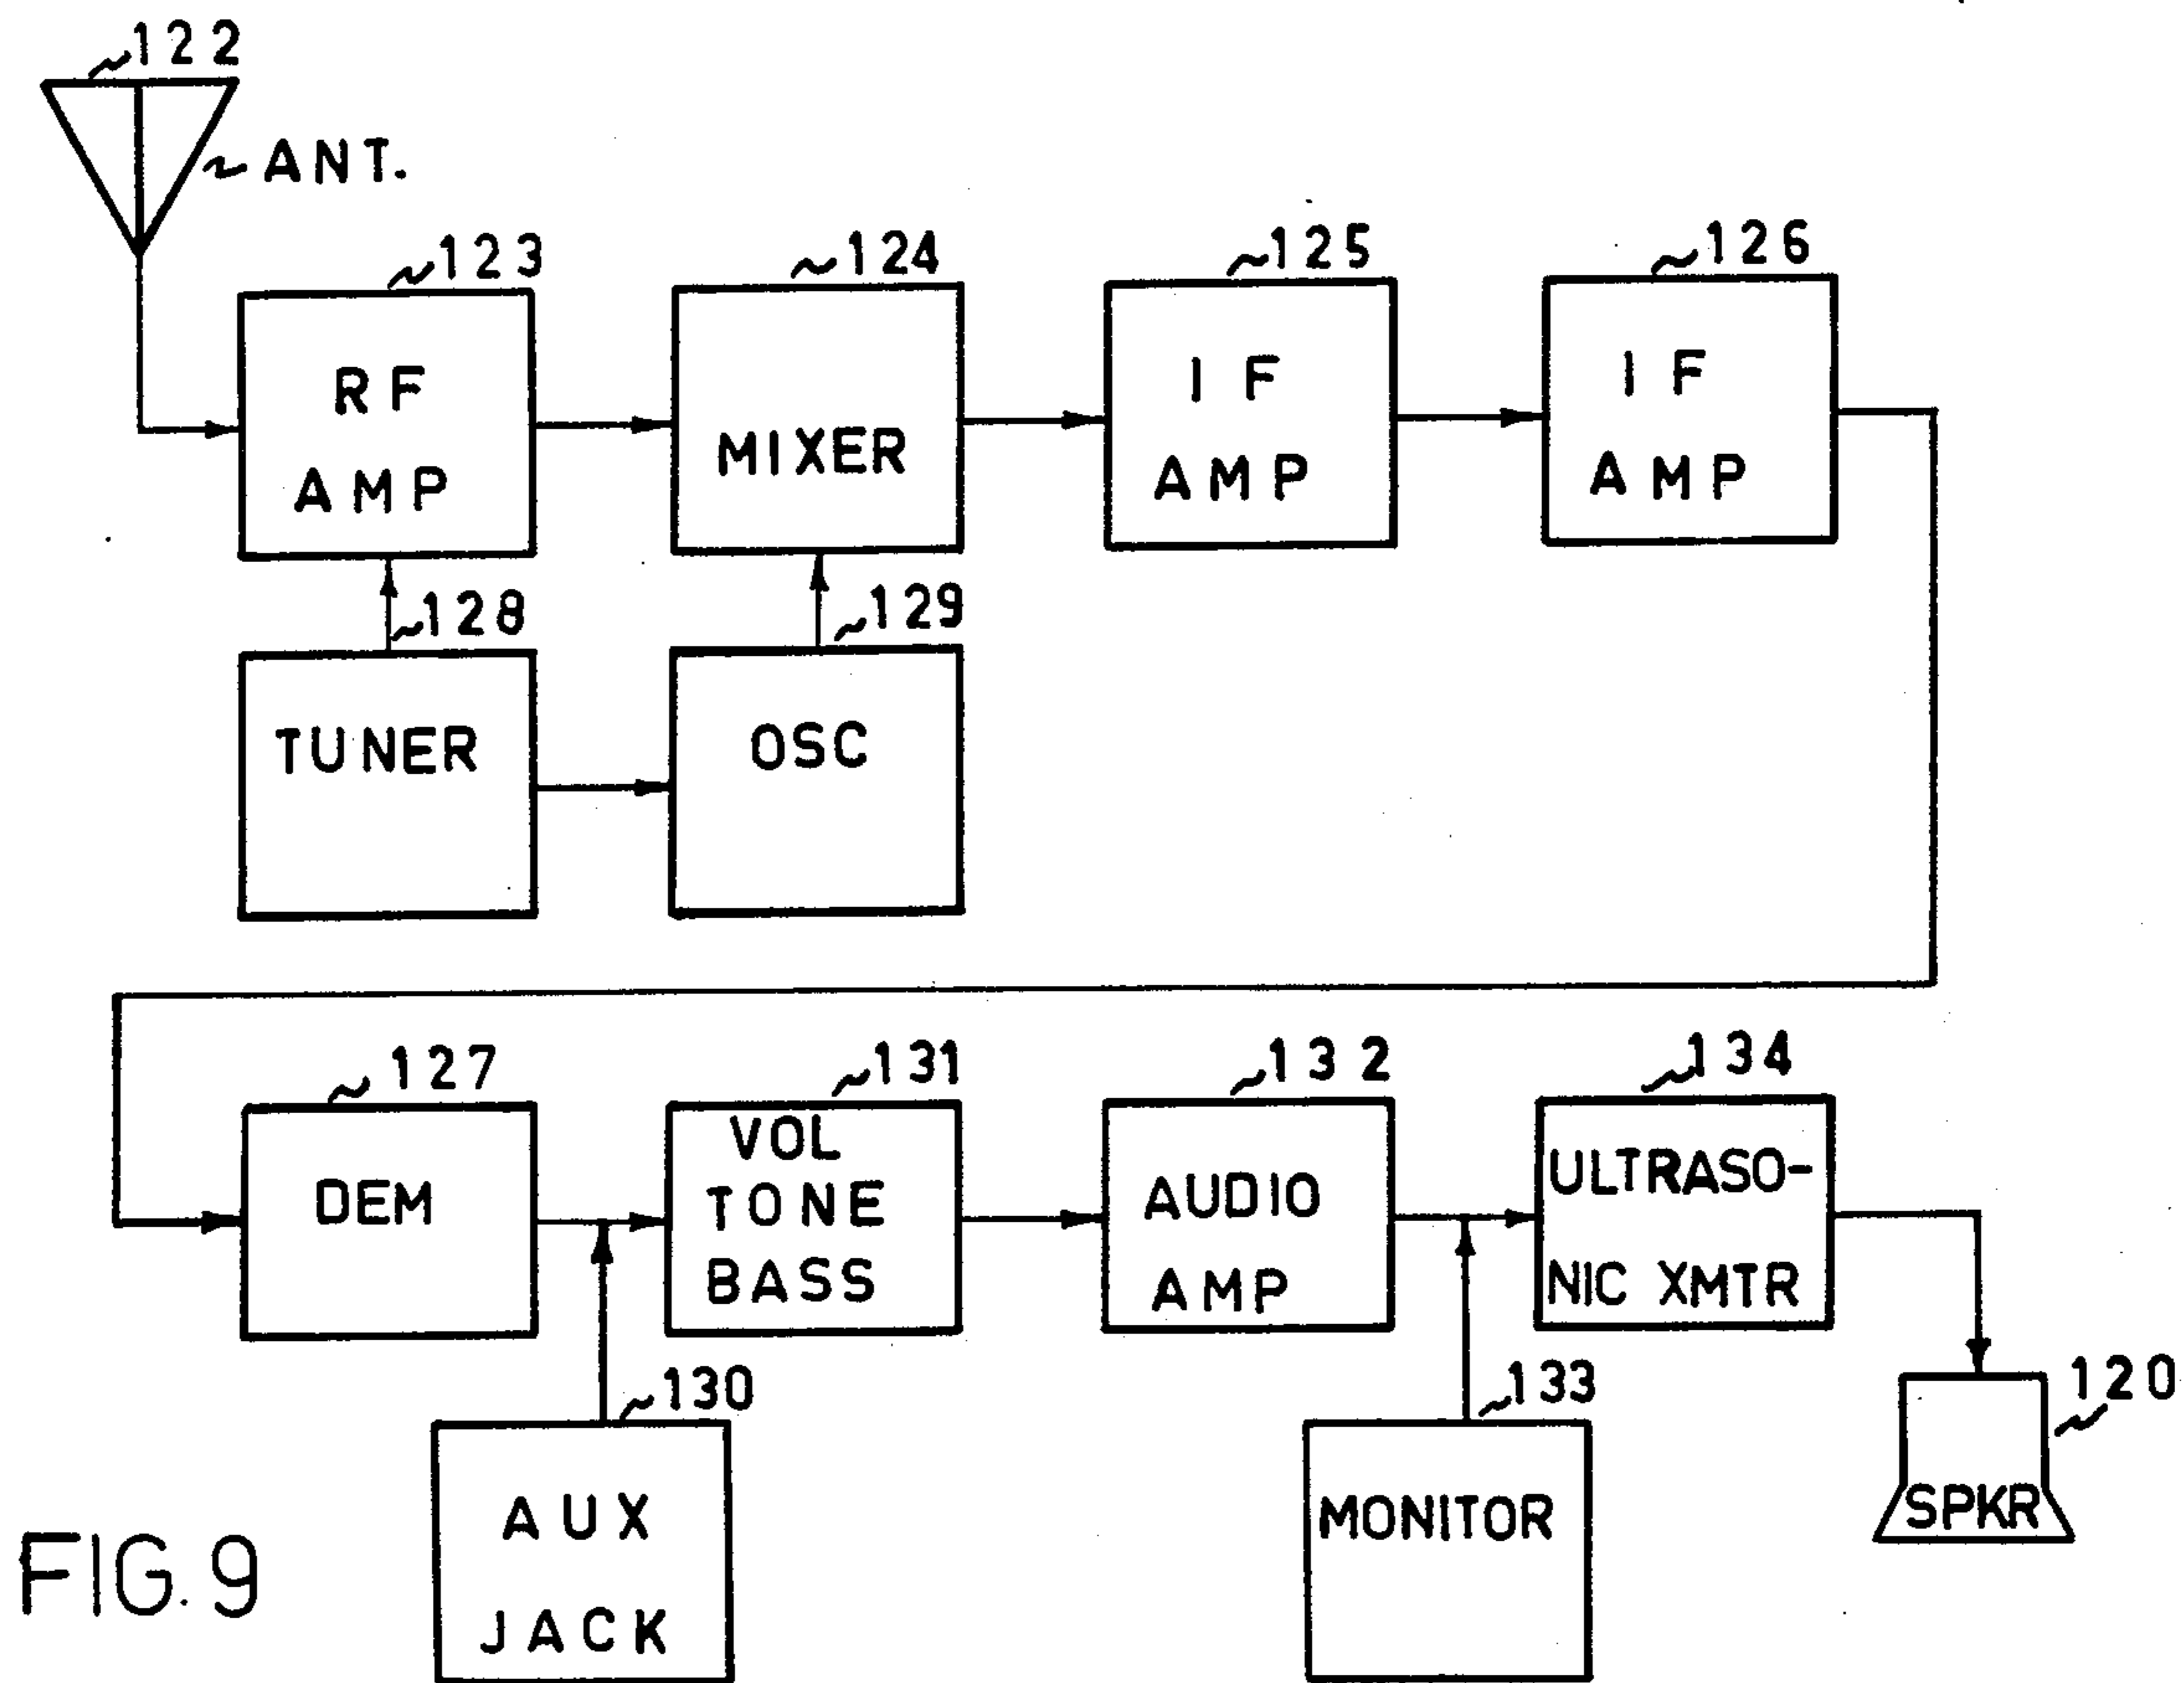 122
ANT.
123
124
125
126
RF
AMP
MIXER
IF
AMP
IF
AMP
128
129
TUNER
OSC
127
131
132
134
DEM
VOL
TONE
BASS
AUDIO
AMP
ULTRASO-
NIC XMTR
130
133
120
AUX
JACK
MONITOR
SPKR
FIG. 9